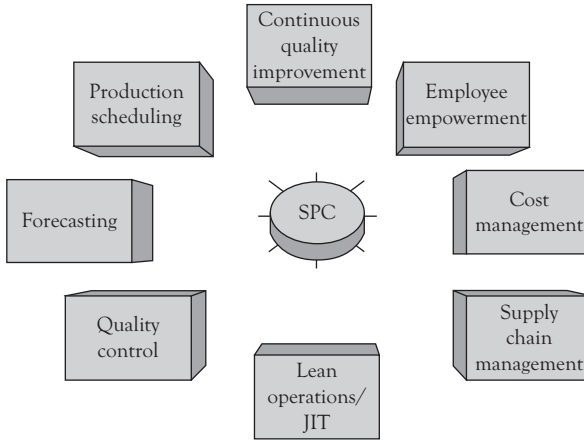 Continuous
quality
improvement
Production
scheduling
Employee
empowerment
Forecasting
SPC
Cost
management
Quality
control
Supply
chain
management
Lean
operations/
JIT